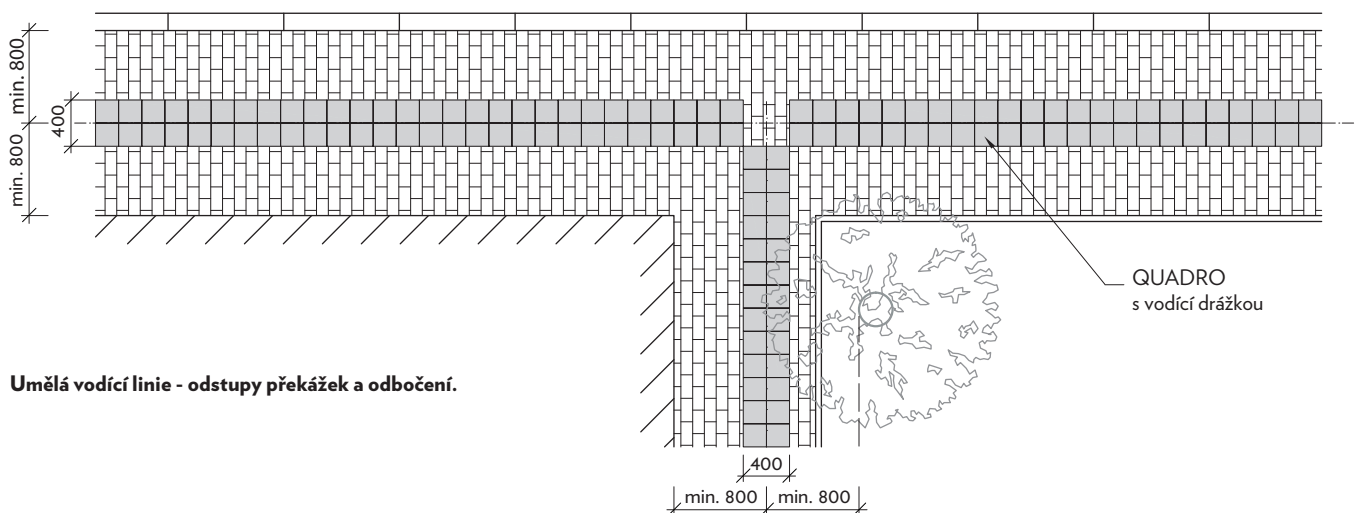 min. 800
400
min. 800
QUADRO
s vodící drážkou
Umělá vodící linie - odstupy překážek a odbočení.
400
min. 800
min. 800